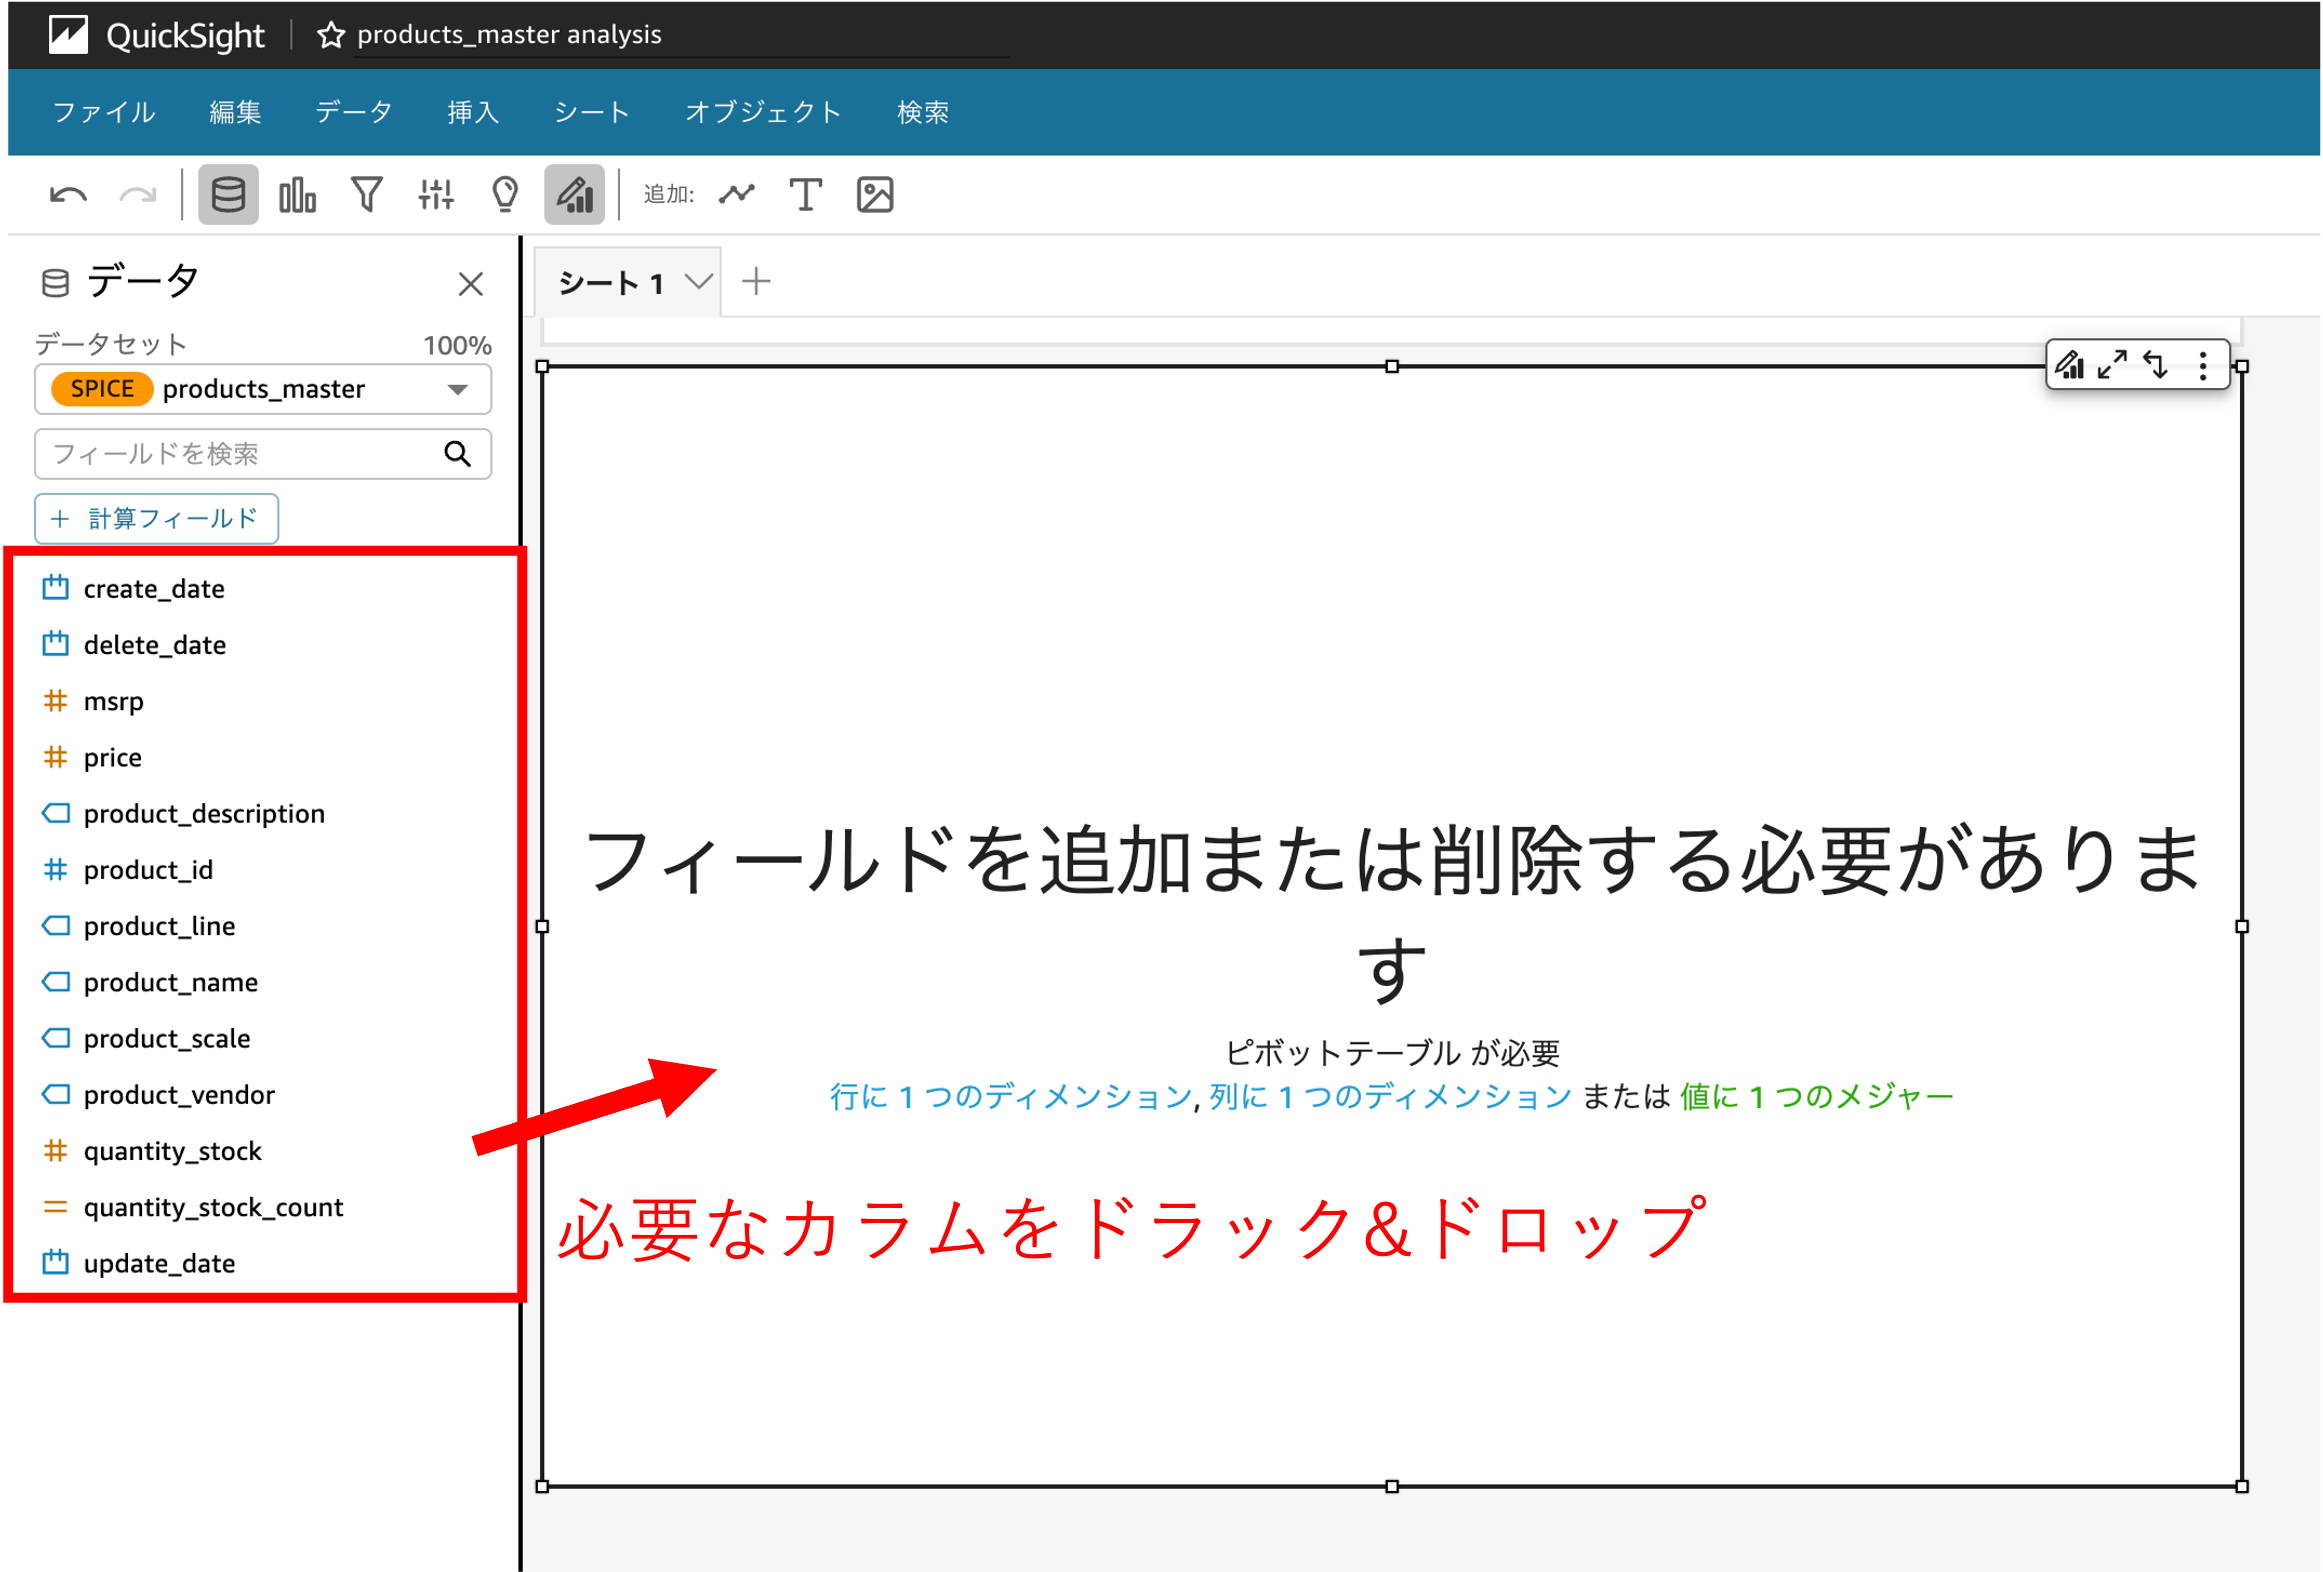 QuickSight
products_master analysis
ファイル 編集 データ 挿入 シート オブジェクト 検索
追加:
データ
シート 1
データセット 100%
SPICE products_master
フィールドを検索
計算フィールド
create_date
delete_date
msrp
price
product_description
product_id
product_line
product_name
product_scale
product_vendor
quantity_stock
quantity_stock_count
update_date
フィールドを追加または削除する必要がありま
す
ピボットテーブル が必要
行に 1 つのディメンション, 列に 1 つのディメンション または 値に 1 つのメジャー
必要なカラムをドラック&ドロップ